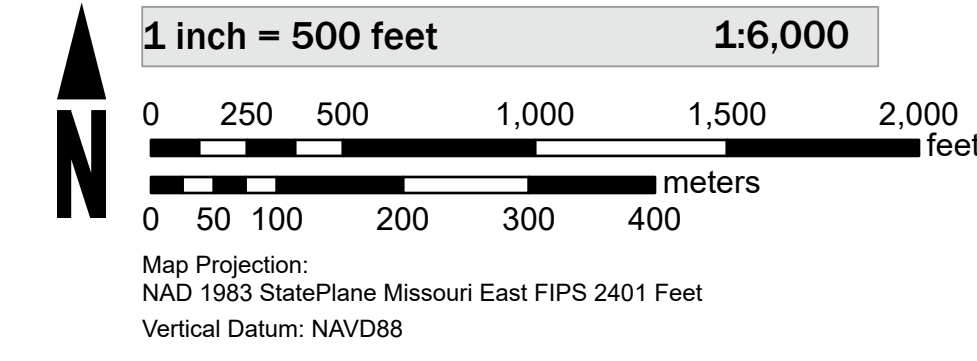 1 inch = 500 feet 1:6,000
0 250 500 1,000 1,500 2,000
feet
N
meters
0 50 100 200 300 400
Map Projection:
NAD 1983 StatePlane Missouri East FIPS 2401 Feet
Vertical Datum: NAVD88